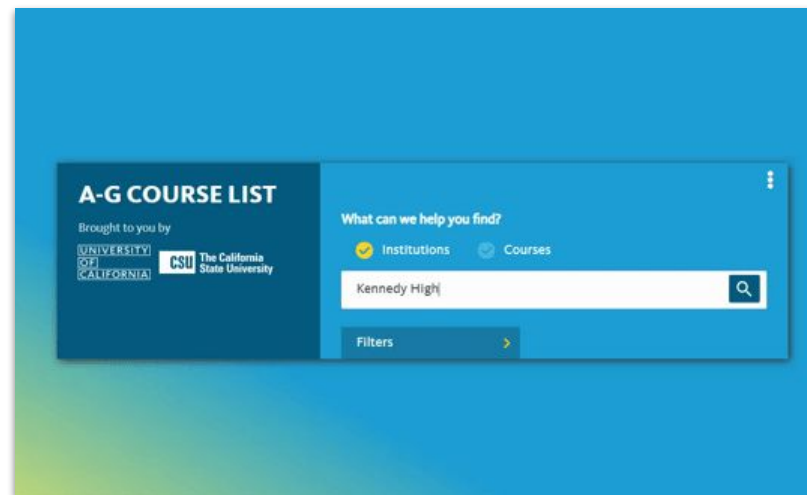 A-G COURSE LIST
Brought to you by
UNIVERSITY
OF
CALIFORNIA
CSU The California
State University
What can we help you find?
Institutions Courses
Kennedy High
Filters